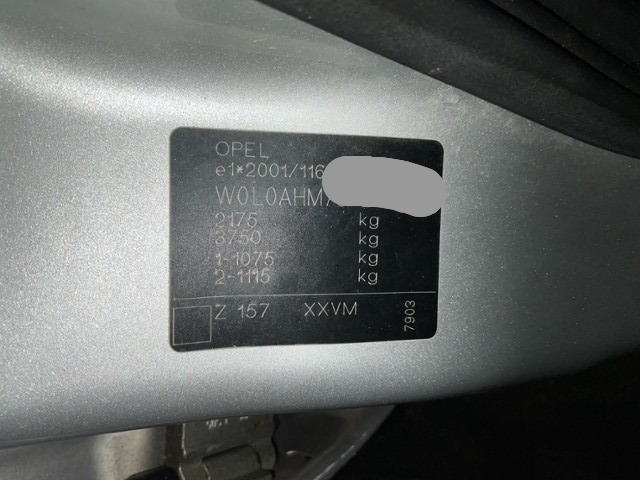 OPEL
e1*2001/116
W0L0AHM
2175 kg
3750 kg
1-1075 kg
2-1115 kg
Z 157 XXVM
7903